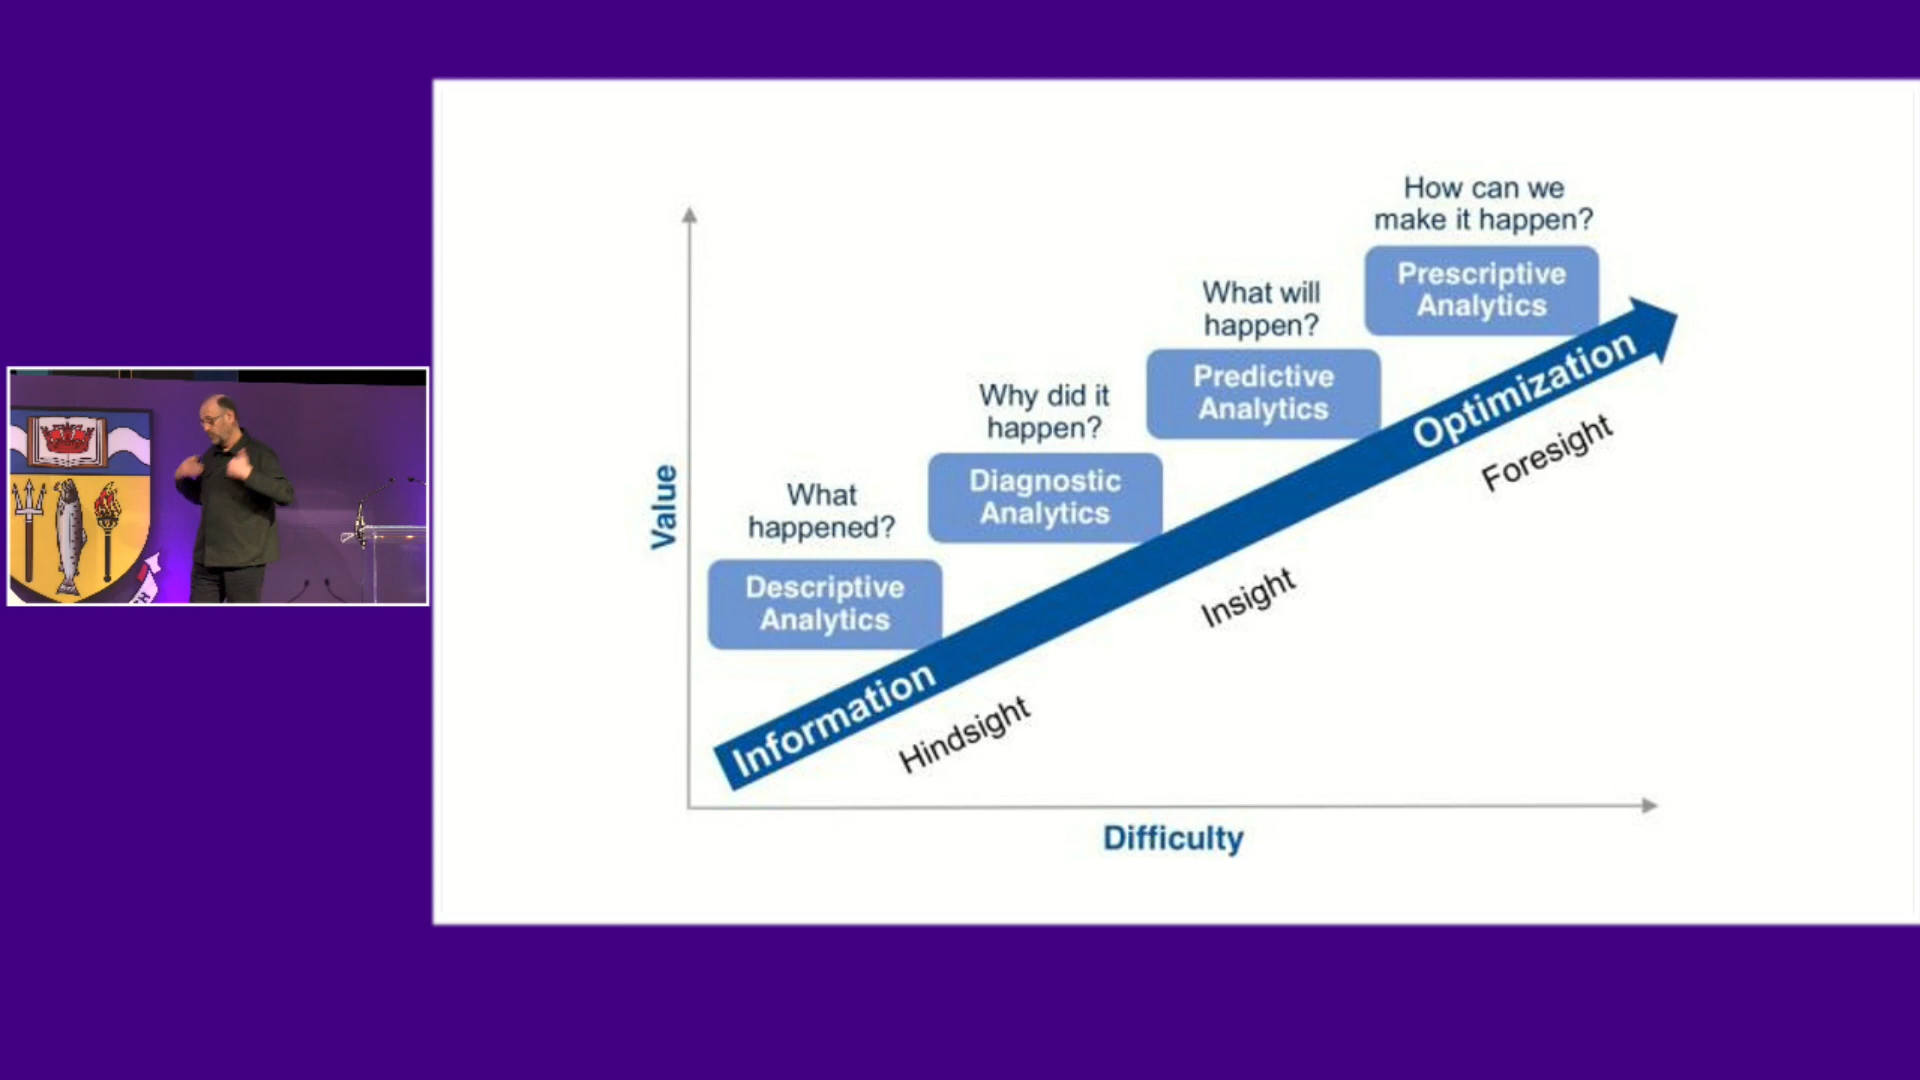 How can we
make it happen?
Prescriptive
Analytics
What will
happen?
Predictive
Analytics
Why did it
happen?
Diagnostic
Analytics
What
happened?
Descriptive
Analytics
Value
Information
Optimization
Hindsight
Insight
Foresight
Difficulty